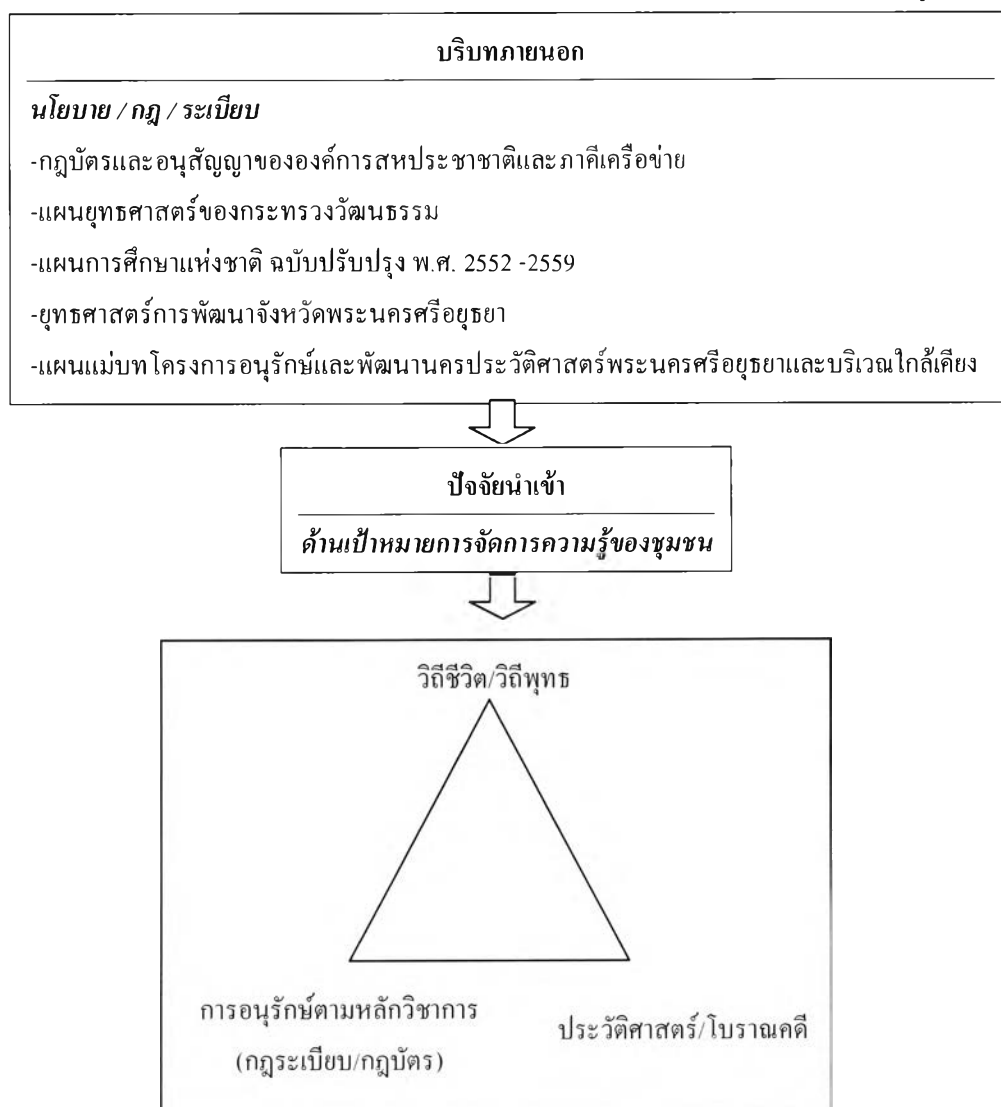 บริบทภายนอก
นโยบาย / กฎ / ระเบียบ
-กฎบัตรและอนุสัญญาขององค์การสหประชาชาติและภาคีเครือข่าย
-แผนยุทธศาสตร์ของกระทรวงวัฒนธรรม
-แผนการศึกษาแห่งชาติ ฉบับปรับปรุง พ.ศ. 2552 -2559
-ยุทธศาสตร์การพัฒนาจังหวัดพระนครศรีอยุธยา
-แผนแม่บทโครงการอนุรักษ์และพัฒนานครประวัติศาสตร์พระนครศรีอยุธยาและบริเวณใกล้เคียง
ปัจจัยนำเข้า
ด้านเป้าหมายการจัดการความรู้ของชุมชน
วิถีชีวิต/วิถีพุทธ
การอนุรักษ์ตามหลักวิชาการ
(กฎระเบียบ/กฎบัตร)
ประวัติศาสตร์/โบราณคดี